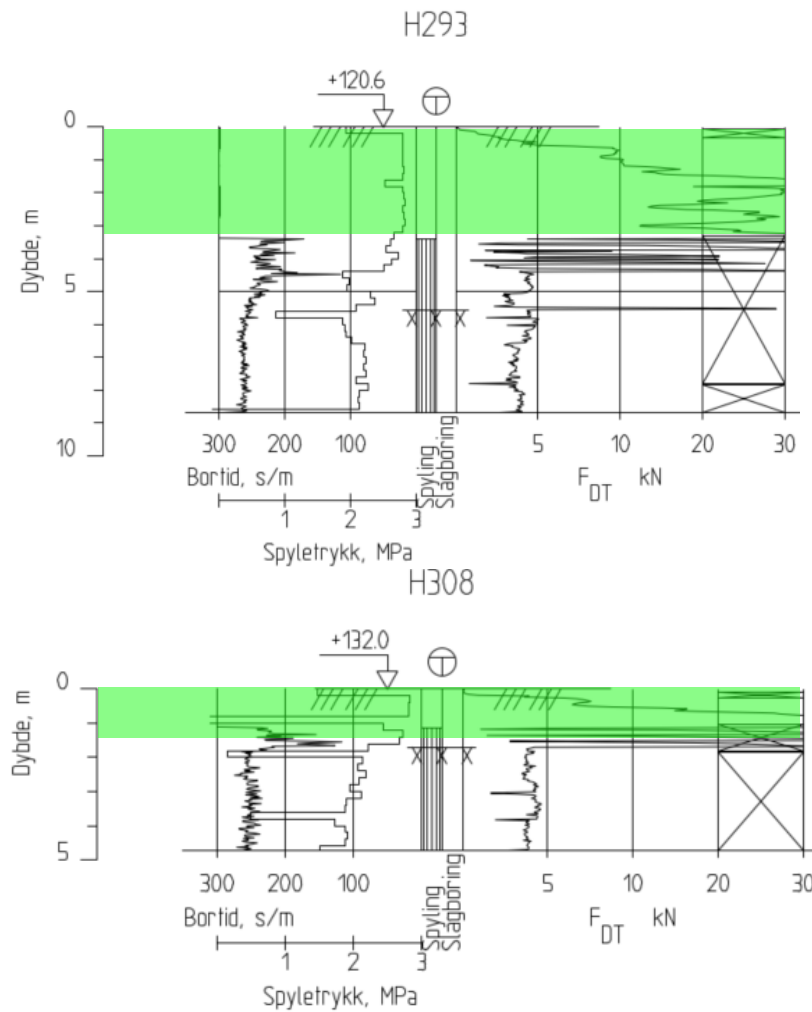 H293
+120.6
0
5
10
Dybde, m
300 200 100 5 10 20 30
Bortid, s/m
Spyling
Slagboring
F DT kN
1 2 3
Spyletrykk, MPa
H308
+132.0
0
5
Dybde, m
300 200 100 5 10 20 30
Bortid, s/m
Spyling
Slagboring
F DT kN
1 2 3
Spyletrykk, MPa